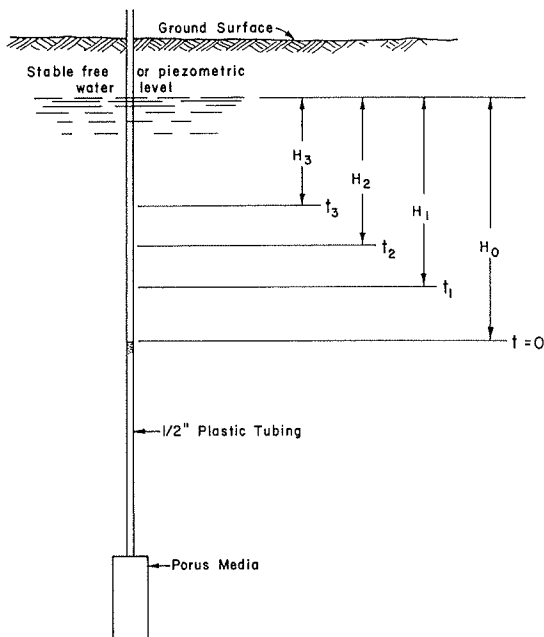 Ground Surface
Stable free or piezometric
water level
H3
t3
H2
t2
H1
t1
H0
t=0
1/2" Plastic Tubing
Porus Media